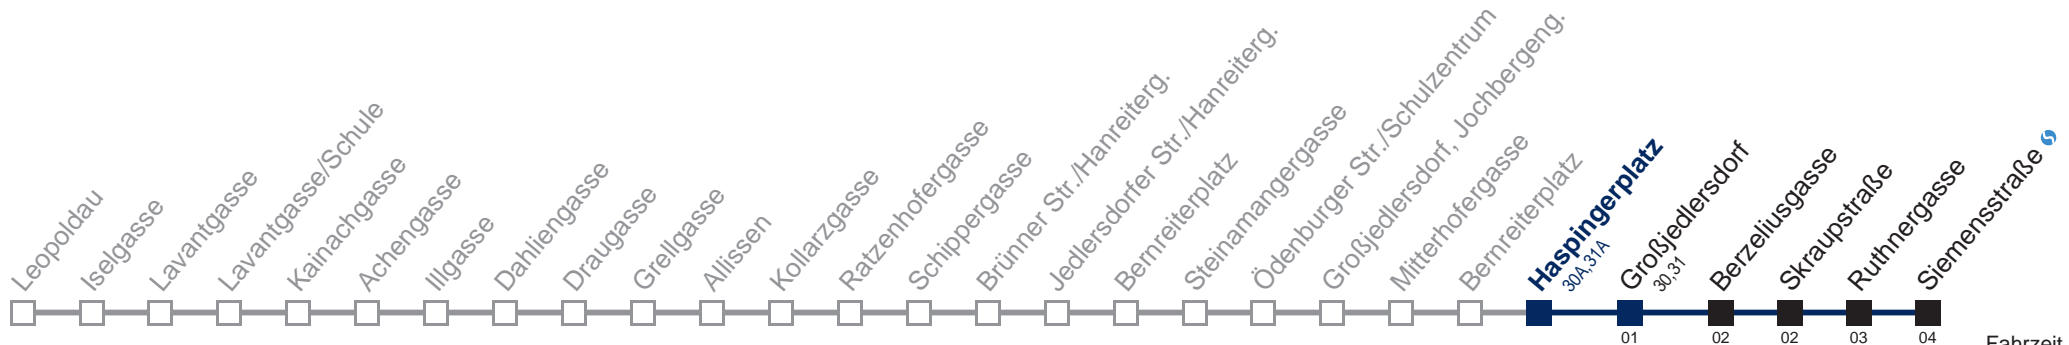 Leopoldau
Iselgasse
Lavantgasse
Lavantgasse/Schule
Kainachgasse
Achengasse
Illgasse
Dahliengasse
Draugasse
Grellgasse
Allissen
Kollarzgasse
Ratzenhofergasse
Schippergasse
Brünner Str./Hanreiterg.
Jedlersdorfer Str./Hanreiterg.
Bernreiterplatz
Steinamangergasse
Ödenburger Str./Schulzentrum
Großjedlersdorf, Jochbergeng.
Mitterhofergasse
Bernreiterplatz
Haspingerplatz
30A,31A
Großjedlersdorf
30,31
Berzeliusgasse
Skraupstraße
Ruthnergasse
Siemensstraße
01
02
02
03
04
Fahrzeit